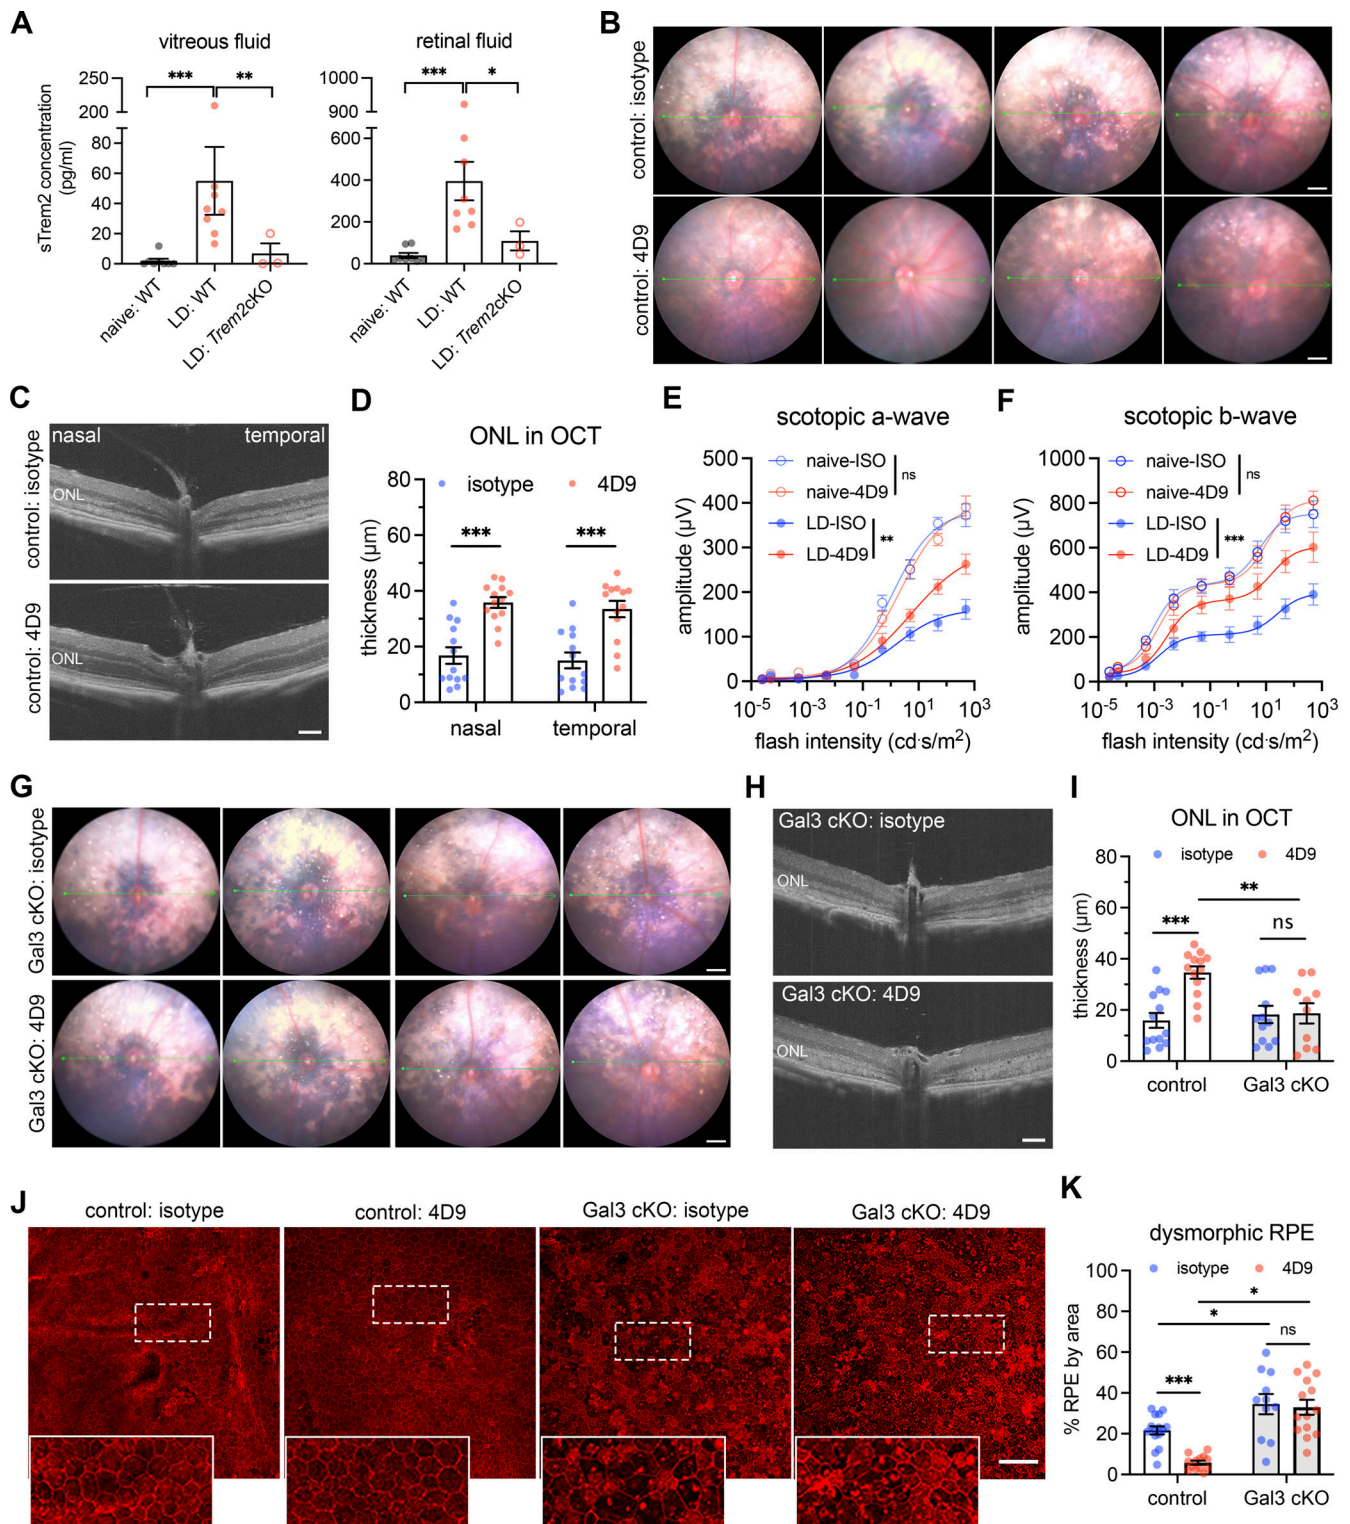 A
vitreous fluid
retinal fluid
sTrem2 concentration
(pg/ml)
250
200
80
60
40
20
0
***
**
naive: WT
LD: WT
LD: Trem2cKO
1000
900
600
400
200
0
***
*
naive: WT
LD: WT
LD: Trem2cKO
B
control: isotype
control: 4D9
C
nasal
temporal
ONL
control: isotype
ONL
control: 4D9
D
ONL in OCT
isotype
4D9
thickness (µm)
80
60
40
20
0
***
***
nasal
temporal
E
scotopic a-wave
amplitude (µV)
500
400
300
200
100
0
naive-ISO
naive-4D9
ns
LD-ISO
LD-4D9
**
10-5
10-3
10-1
101
103
flash intensity (cd·s/m2)
F
scotopic b-wave
amplitude (µV)
1000
800
600
400
200
0
naive-ISO
naive-4D9
ns
LD-ISO
LD-4D9
***
10-5
10-3
10-1
101
103
flash intensity (cd·s/m2)
G
Gal3 cKO: isotype
Gal3 cKO: 4D9
H
Gal3 cKO: isotype
ONL
Gal3 cKO: 4D9
ONL
I
ONL in OCT
isotype
4D9
thickness (µm)
80
60
40
20
0
***
**
ns
control
Gal3 cKO
J
control: isotype
control: 4D9
Gal3 cKO: isotype
Gal3 cKO: 4D9
K
dysmorphic RPE
isotype
4D9
% RPE by area
100
80
60
40
20
0
*
*
ns
***
control
Gal3 cKO